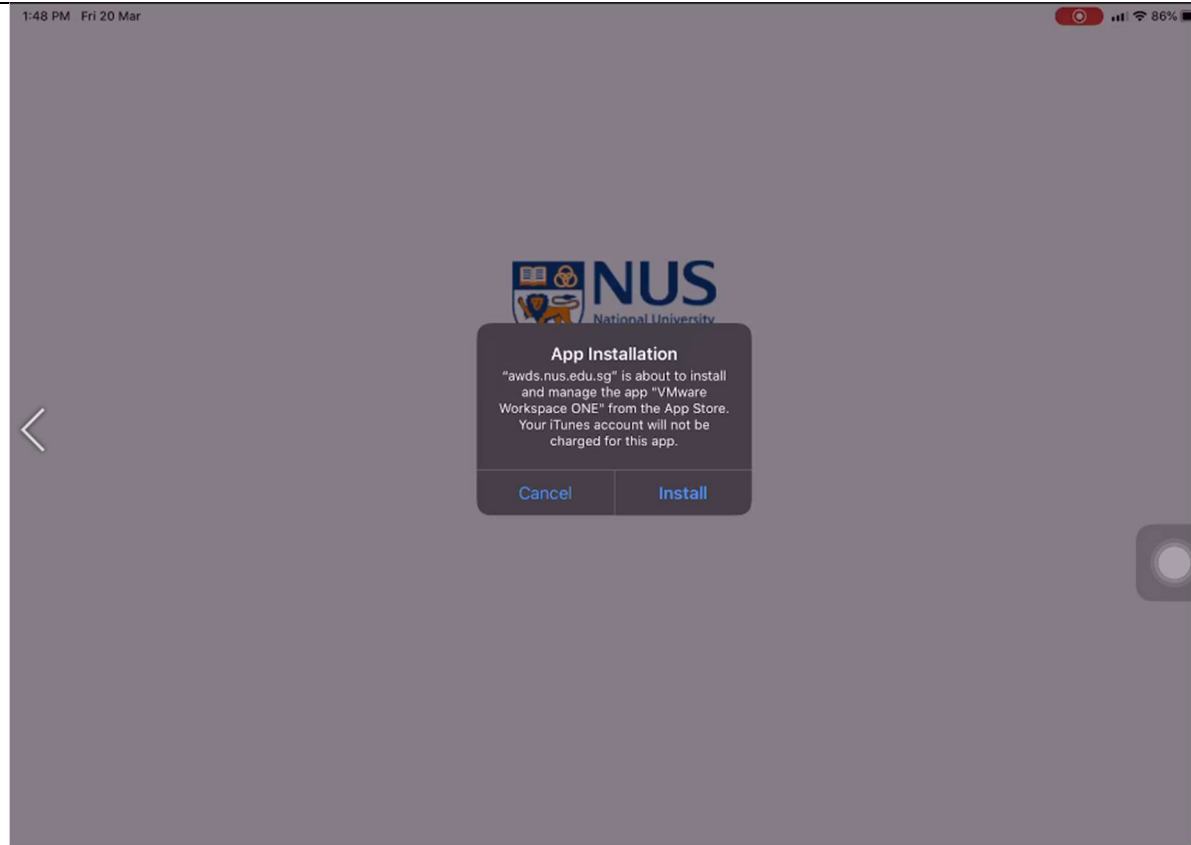 1:48 PM Fri 20 Mar
86%
NUS
National University
App Installation
“awds.nus.edu.sg” is about to install
and manage the app "VMware
Workspace ONE" from the App Store.
Your iTunes account will not be
charged for this app.
Cancel Install